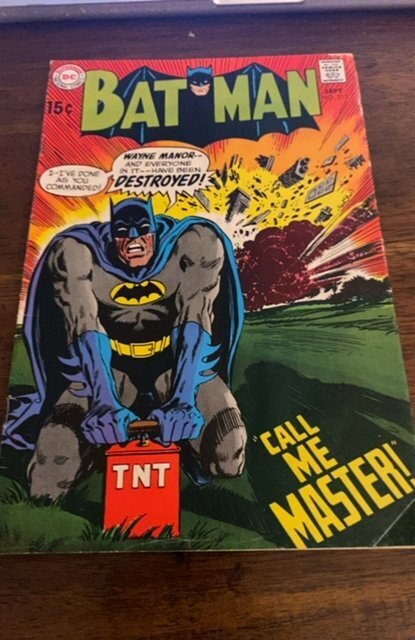 DC
15¢
BATMAN
SEPT.
I--I'VE DONE
AS YOU
COMMANDED!
WAYNE MANOR--
AND EVERYONE
IN IT--HAVE BEEN
DESTROYED!
TNT
"CALL
ME
MASTER!"